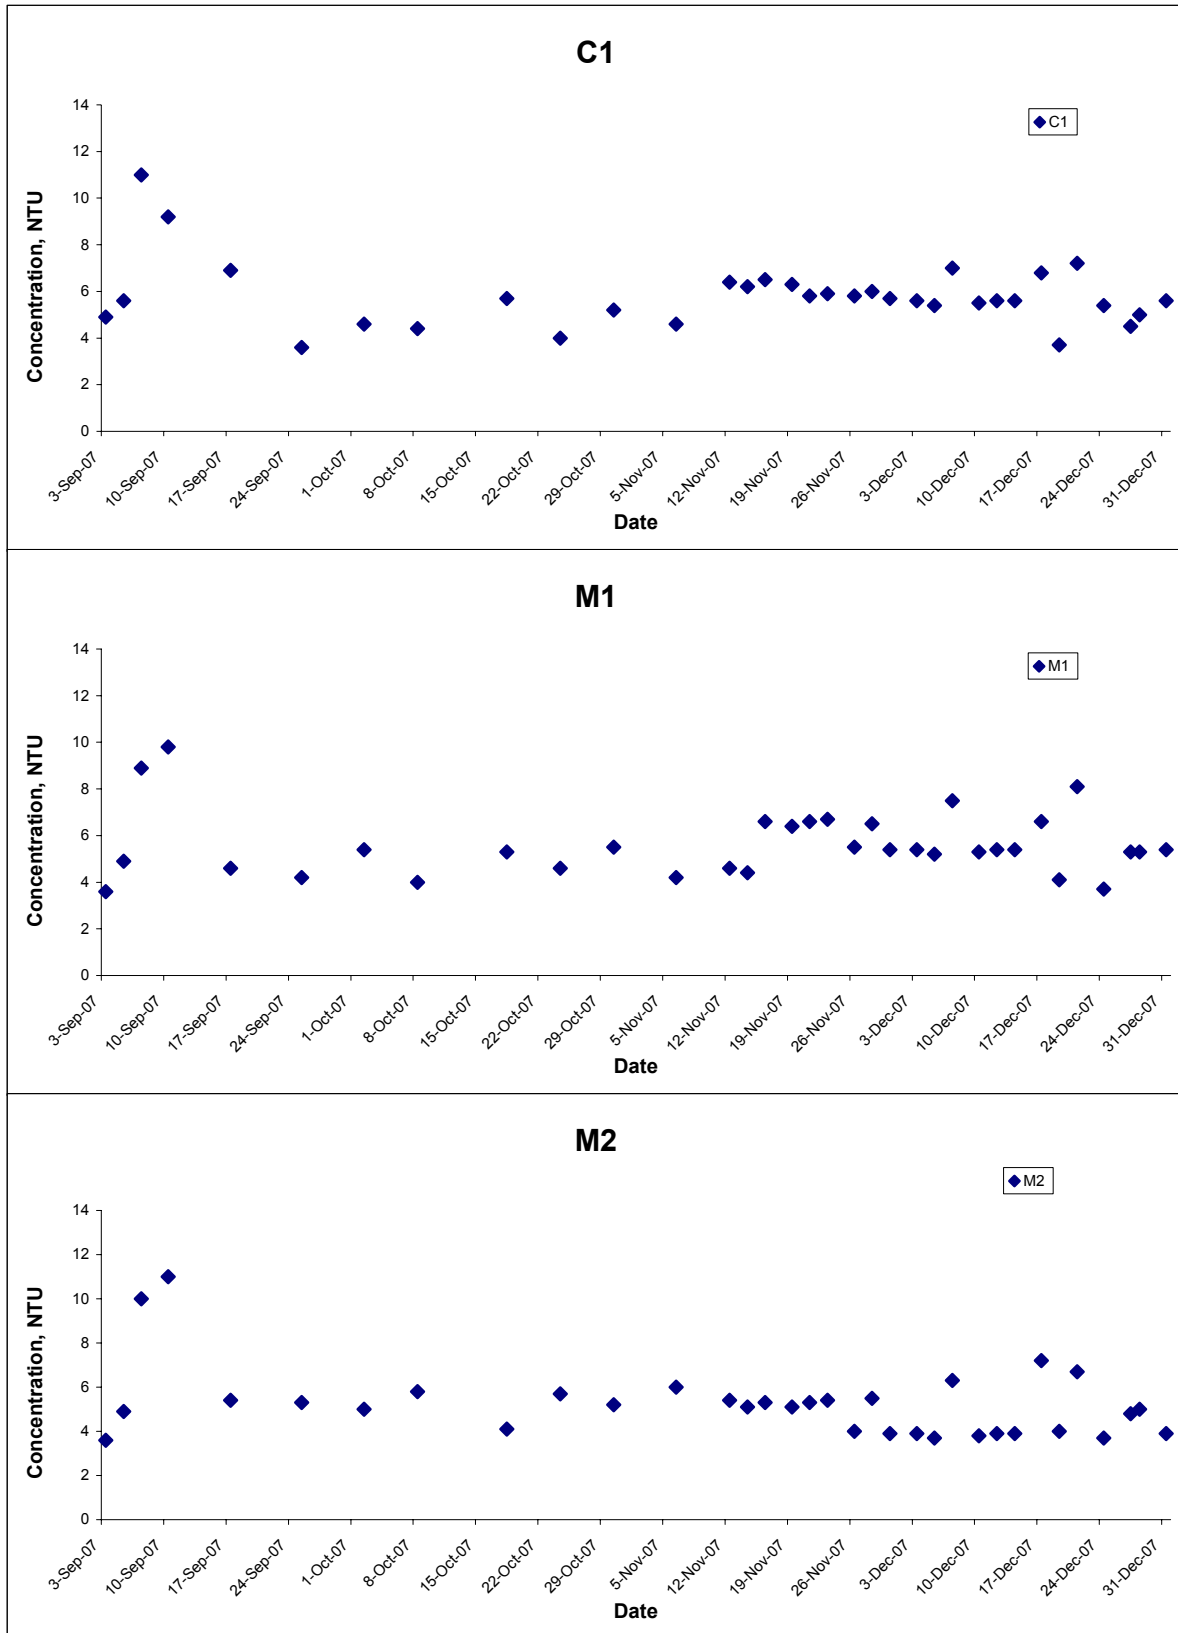 C1
14
12
10
8
6
4
2
0
Concentration, NTU
C1
3-Sep-07 10-Sep-07 17-Sep-07 24-Sep-07 1-Oct-07 8-Oct-07 15-Oct-07 22-Oct-07 29-Oct-07 5-Nov-07 12-Nov-07 19-Nov-07 26-Nov-07 3-Dec-07 10-Dec-07 17-Dec-07 24-Dec-07 31-Dec-07
Date
M1
14
12
10
8
6
4
2
0
Concentration, NTU
M1
3-Sep-07 10-Sep-07 17-Sep-07 24-Sep-07 1-Oct-07 8-Oct-07 15-Oct-07 22-Oct-07 29-Oct-07 5-Nov-07 12-Nov-07 19-Nov-07 26-Nov-07 3-Dec-07 10-Dec-07 17-Dec-07 24-Dec-07 31-Dec-07
Date
M2
M2
14
12
10
8
6
4
2
0
Concentration, NTU
3-Sep-07 10-Sep-07 17-Sep-07 24-Sep-07 1-Oct-07 8-Oct-07 15-Oct-07 22-Oct-07 29-Oct-07 5-Nov-07 12-Nov-07 19-Nov-07 26-Nov-07 3-Dec-07 10-Dec-07 17-Dec-07 24-Dec-07 31-Dec-07
Date